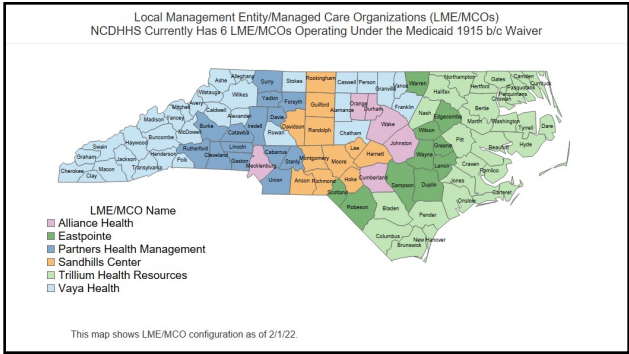 Local Management Entity/Managed Care Organizations (LME/MCOs)
NCDHHS Currently Has 6 LME/MCOs Operating Under the Medicaid 1915 b/c Waiver
Ashe
Alleghany
Surry
Stokes
Rockingham
Caswell
Person
Granville
Vance
Warren
Northampton
Gates
Camden
Currituck
Pasquotank
Perquimans
Chowan
Hertford
Halifax
Watauga
Wilkes
Yadkin
Forsyth
Guilford
Alamance
Orange
Durham
Franklin
Nash
Bertie
Mitchell
Avery
Caldwell
Alexander
Davie
Madison
Yancey
Burke
Iredell
Davidson
Randolph
Chatham
Wake
Edgecombe
Martin
Washington
Tyrrell
Dare
McDowell
Catawba
Rowan
Wilson
Buncombe
Haywood
Swain
Rutherford
Lincoln
Cabarrus
Lee
Johnston
Greene
Pitt
Beaufort
Hyde
Graham
Jackson
Henderson
Polk
Cleveland
Gaston
Mecklenburg
Stanly
Montgomery
Moore
Harnett
Wayne
Lenoir
Craven
Pamlico
Cherokee
Clay
Macon
Transylvania
Union
Anson
Richmond
Hoke
Cumberland
Sampson
Duplin
Jones
Carteret
Scotland
Onslow
Robeson
Bladen
Pender
Columbus
New Hanover
Brunswick
LME/MCO Name
Alliance Health
Eastpointe
Partners Health Management
Sandhills Center
Trillium Health Resources
Vaya Health
This map shows LME/MCO configuration as of 2/1/22.